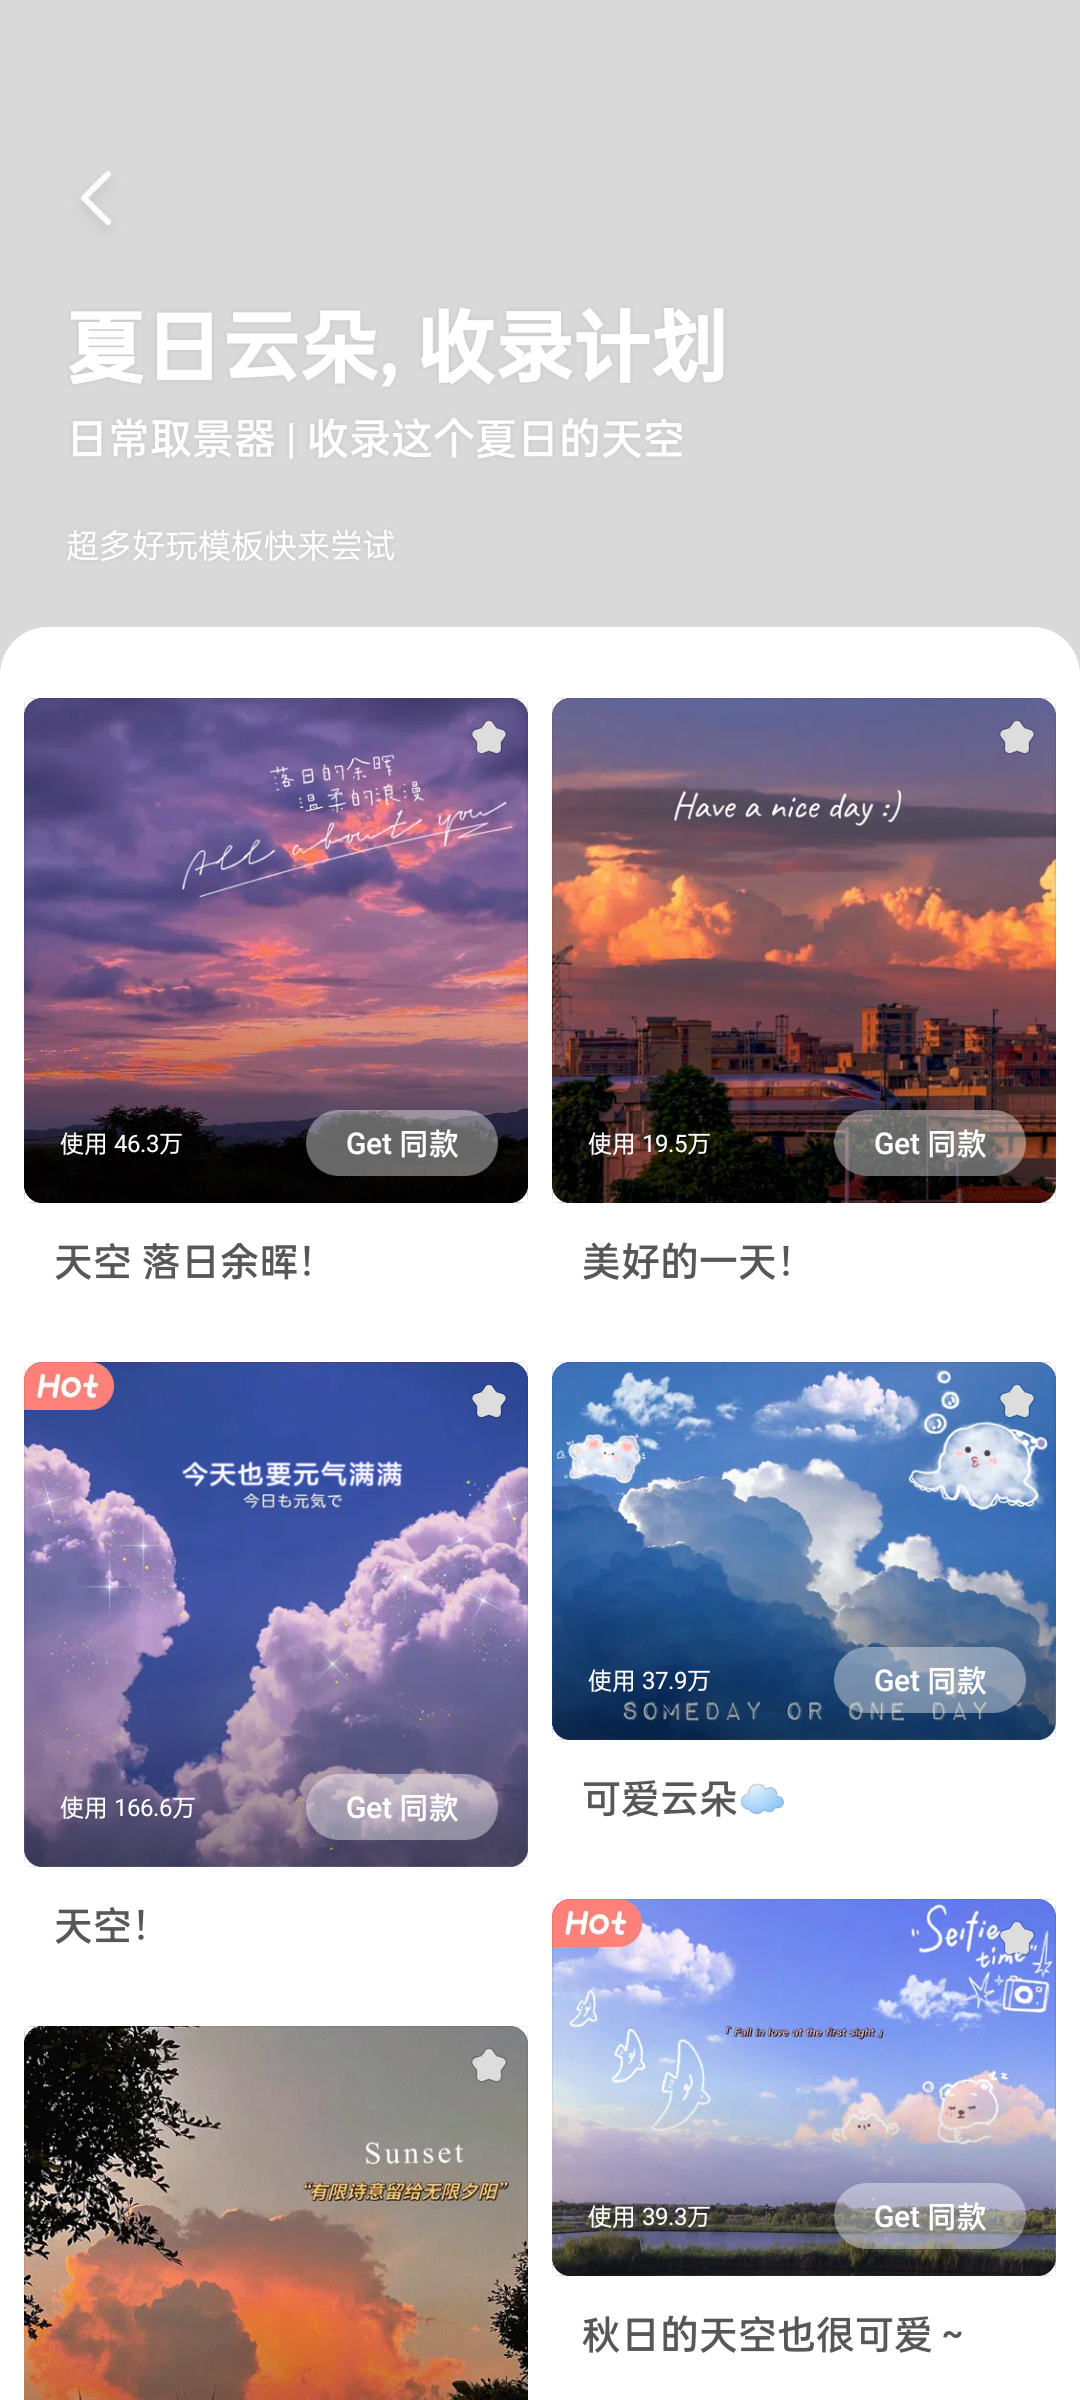 夏日云朵, 收录计划
日常取景器 | 收录这个夏日的天空
超多好玩模板快来尝试
落日的余晖
温柔的浪漫
All about you
使用 46.3万
Get 同款
天空 落日余晖!
Have a nice day :)
使用 19.5万
Get 同款
美好的一天!
Hot
今天也要元气满满
今日も元気で
使用 166.6万
Get 同款
天空!
使用 37.9万
Get 同款
SOMEDAY OR ONE DAY
可爱云朵☁️
Hot
Selfie
time
「 Fall in love at the first sight 」
zz
使用 39.3万
Get 同款
秋日的天空也很可爱 ~
Sunset
“有限诗意留给无限夕阳”